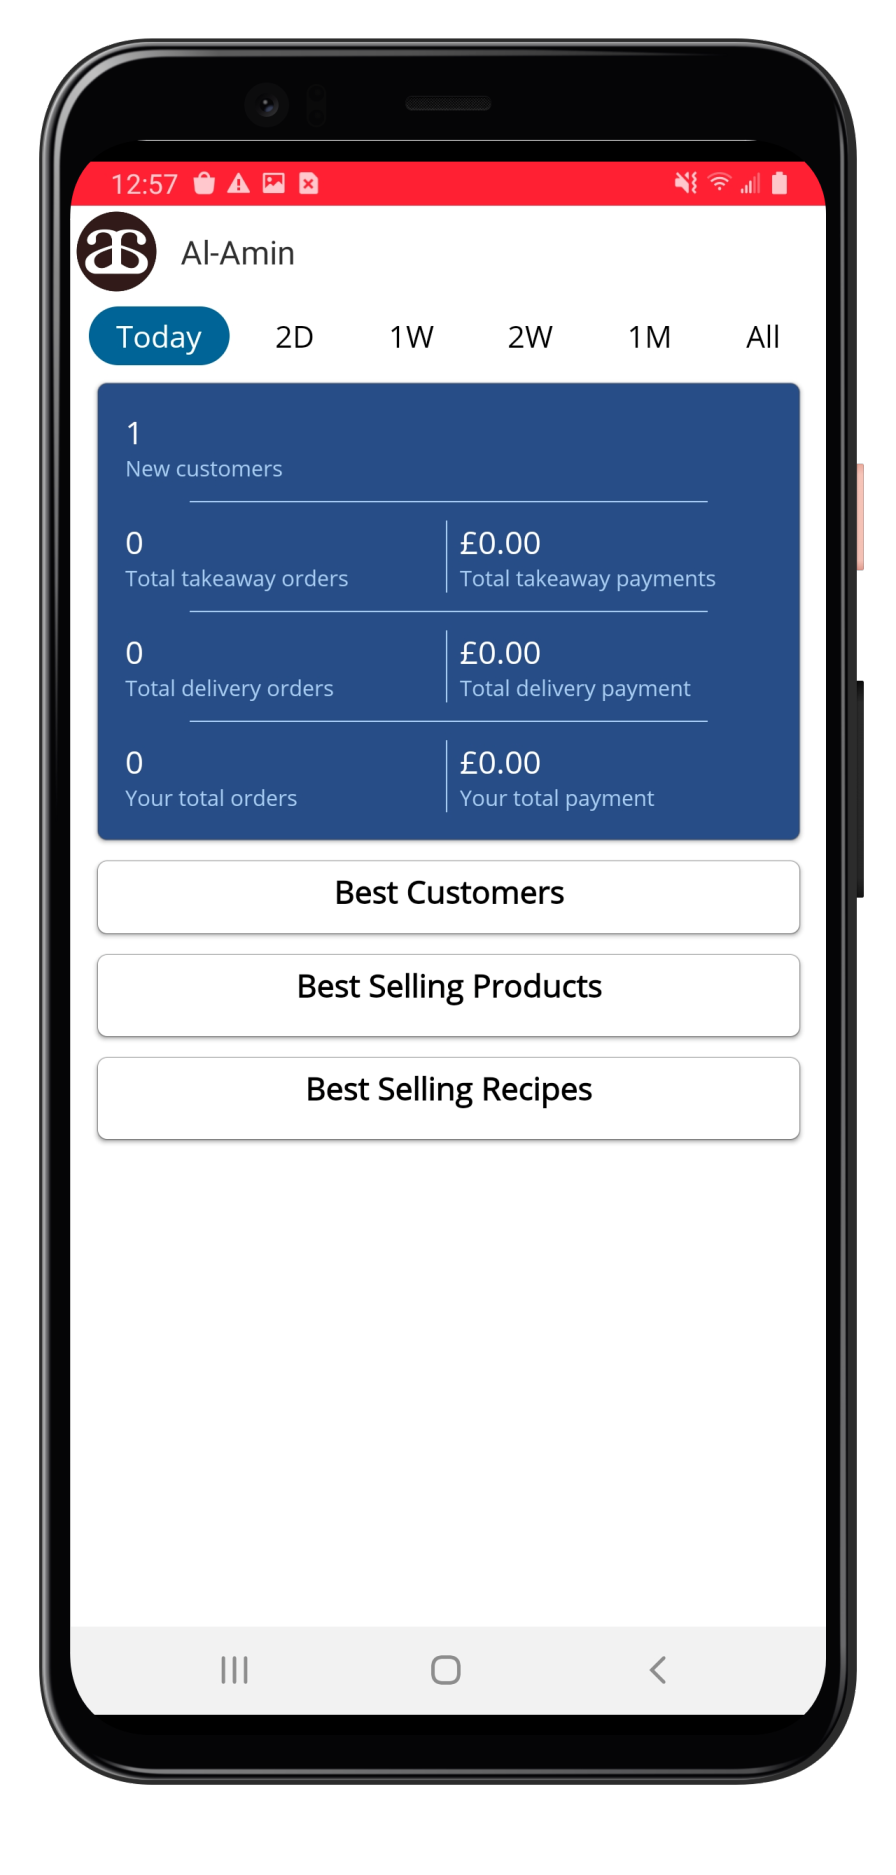 12:57
Al-Amin
Today 2D 1W 2W 1M All
1
New customers
0 £0.00
Total takeaway orders Total takeaway payments
0 £0.00
Total delivery orders Total delivery payment
0 £0.00
Your total orders Your total payment
Best Customers
Best Selling Products
Best Selling Recipes